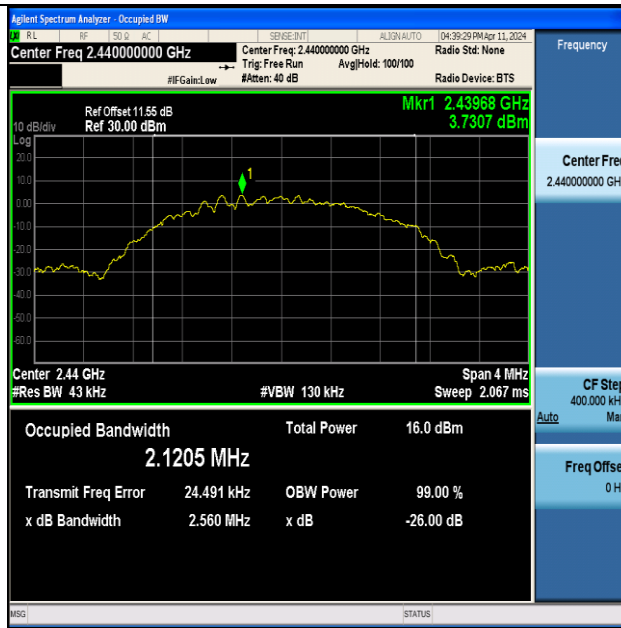 Agilent Spectrum Analyzer - Occupied BW
LXI RL RF 50 Ω AC SENSE:INT ALIGN AUTO 04:39:29 PM Apr 11, 2024
Center Freq 2.440000000 GHz Center Freq: 2.440000000 GHz Radio Std: None Frequency
Trig: Free Run Avg|Hold: 100/100
#IFGain:Low #Atten: 40 dB Radio Device: BTS
Ref Offset 11.55 dB Mkr1 2.43968 GHz
10 dB/div Ref 30.00 dBm 3.7307 dBm
Log
20.0
10.0
0.00
-10.0
-20.0
-30.0
-40.0
-50.0
-60.0
1
Center Fre
2.440000000 GH
Center 2.44 GHz Span 4 MHz
#Res BW 43 kHz #VBW 130 kHz Sweep 2.067 ms
CF Step
400.000 kH
Auto Ma
Occupied Bandwidth Total Power 16.0 dBm
2.1205 MHz
Transmit Freq Error 24.491 kHz OBW Power 99.00 %
x dB Bandwidth 2.560 MHz x dB -26.00 dB
Freq Offse
0 H
MSG STATUS